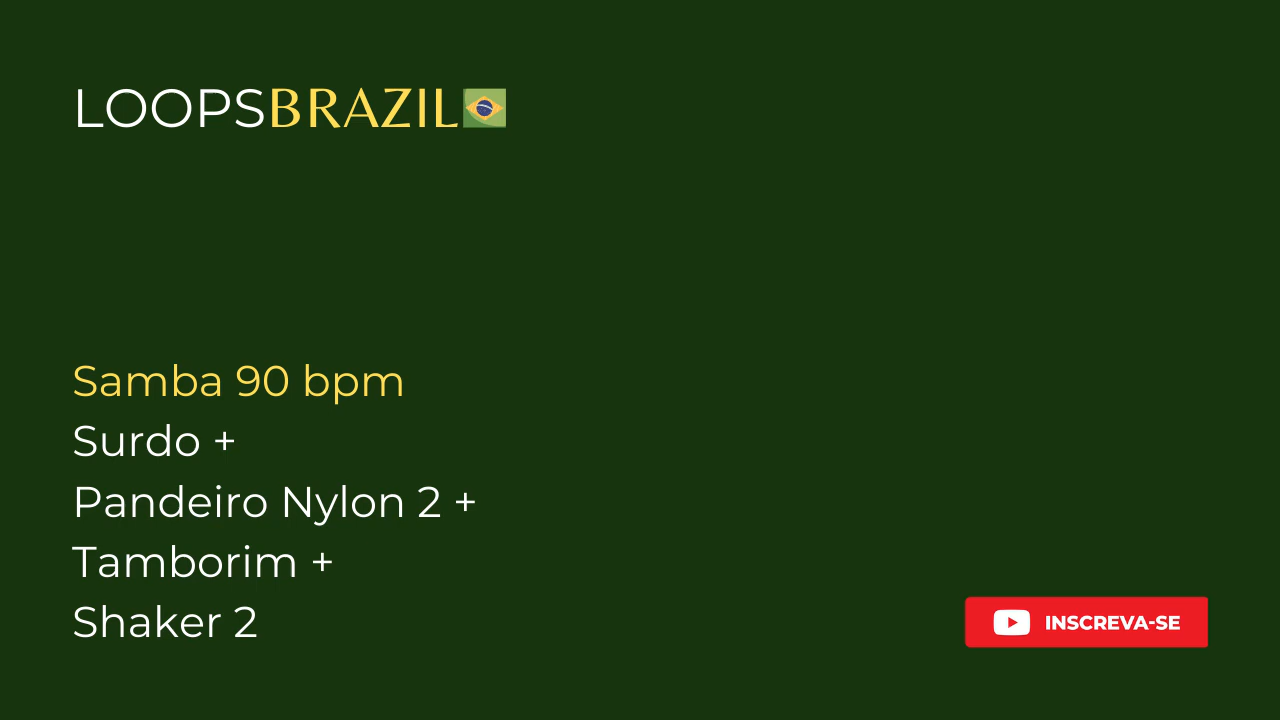 LOOPSBRAZIL
Samba 90 bpm
Surdo +
Pandeiro Nylon 2 +
Tamborim +
Shaker 2
INSCREVA-SE